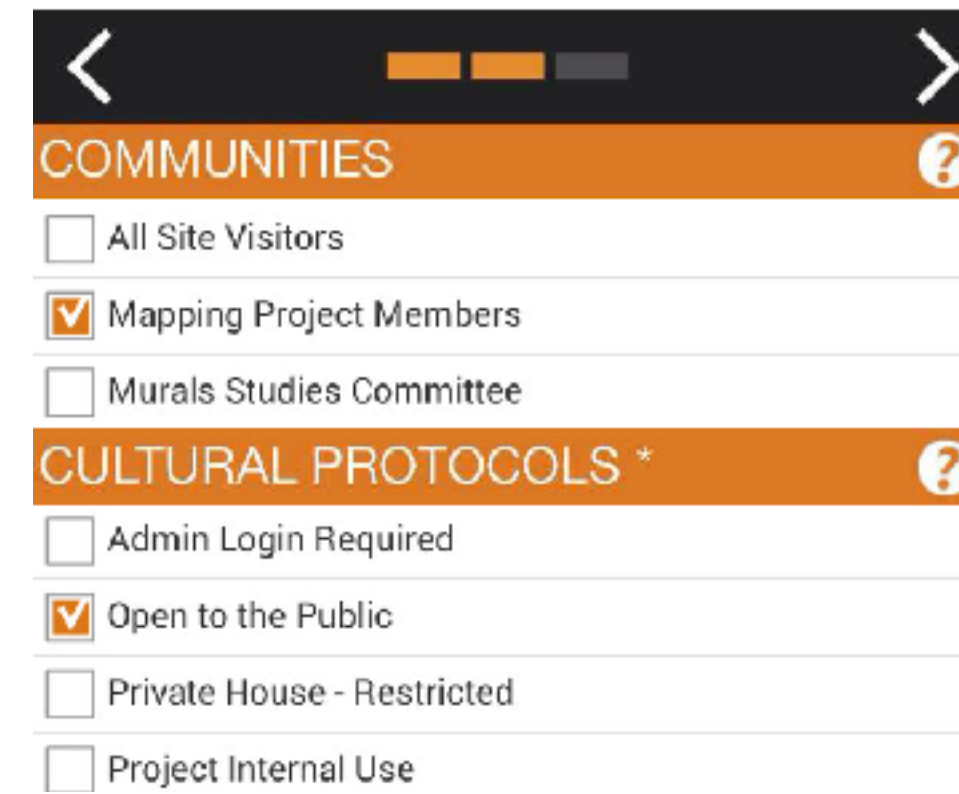 COMMUNITIES ?
All Site Visitors
Mapping Project Members
Murals Studies Committee
CULTURAL PROTOCOLS * ?
Admin Login Required
Open to the Public
Private House - Restricted
Project Internal Use